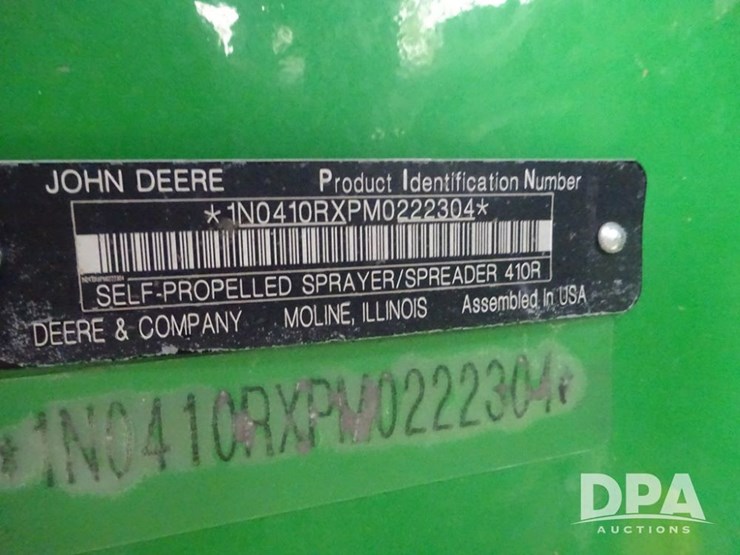 JOHN DEERE Product Identification Number
*1N0410RXPM0222304*
SELF-PROPELLED SPRAYER/SPREADER 410R
DEERE & COMPANY MOLINE, ILLINOIS Assembled In USA
*1N0410RXPM0222304*
DPA
AUCTIONS